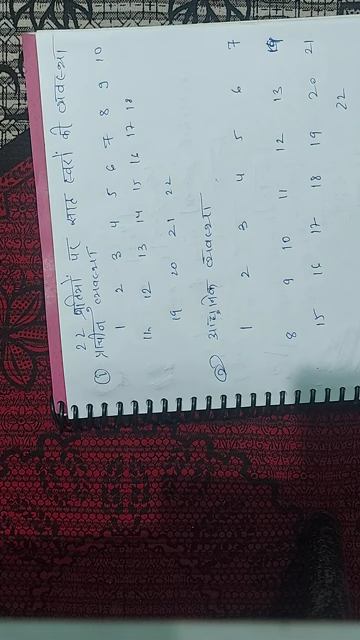 22 श्रुतियों पर सात स्वरों की व्यवस्था
① प्राचीन व्यवस्था
1 2 3 4 5 6 7 8 9 10
11 12 13 14 15 16 17 18
19 20 21 22
② आधुनिक व्यवस्था
1 2 3 4 5 6 7
8 9 10 11 12 13 14
15 16 17 18 19 20 21
22